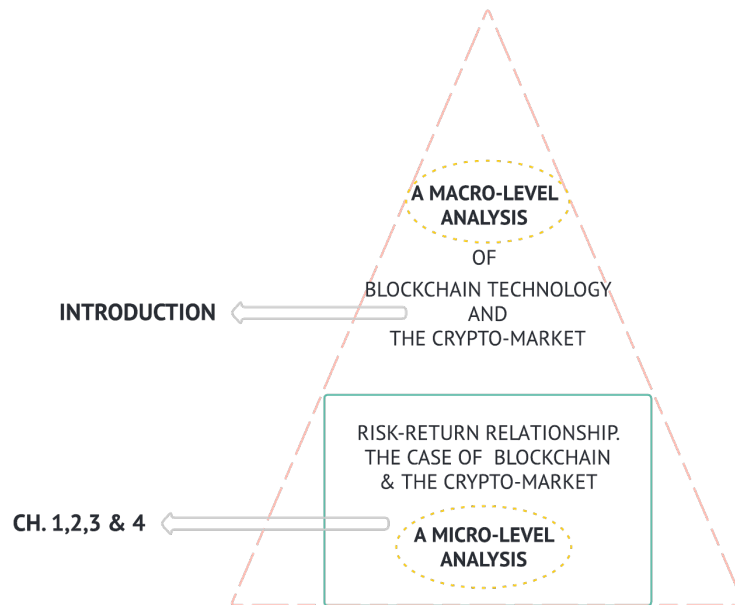 A MACRO-LEVEL
ANALYSIS
OF
BLOCKCHAIN TECHNOLOGY
AND
THE CRYPTO-MARKET
INTRODUCTION
RISK-RETURN RELATIONSHIP.
THE CASE OF BLOCKCHAIN
& THE CRYPTO-MARKET
CH. 1,2,3 & 4
A MICRO-LEVEL
ANALYSIS